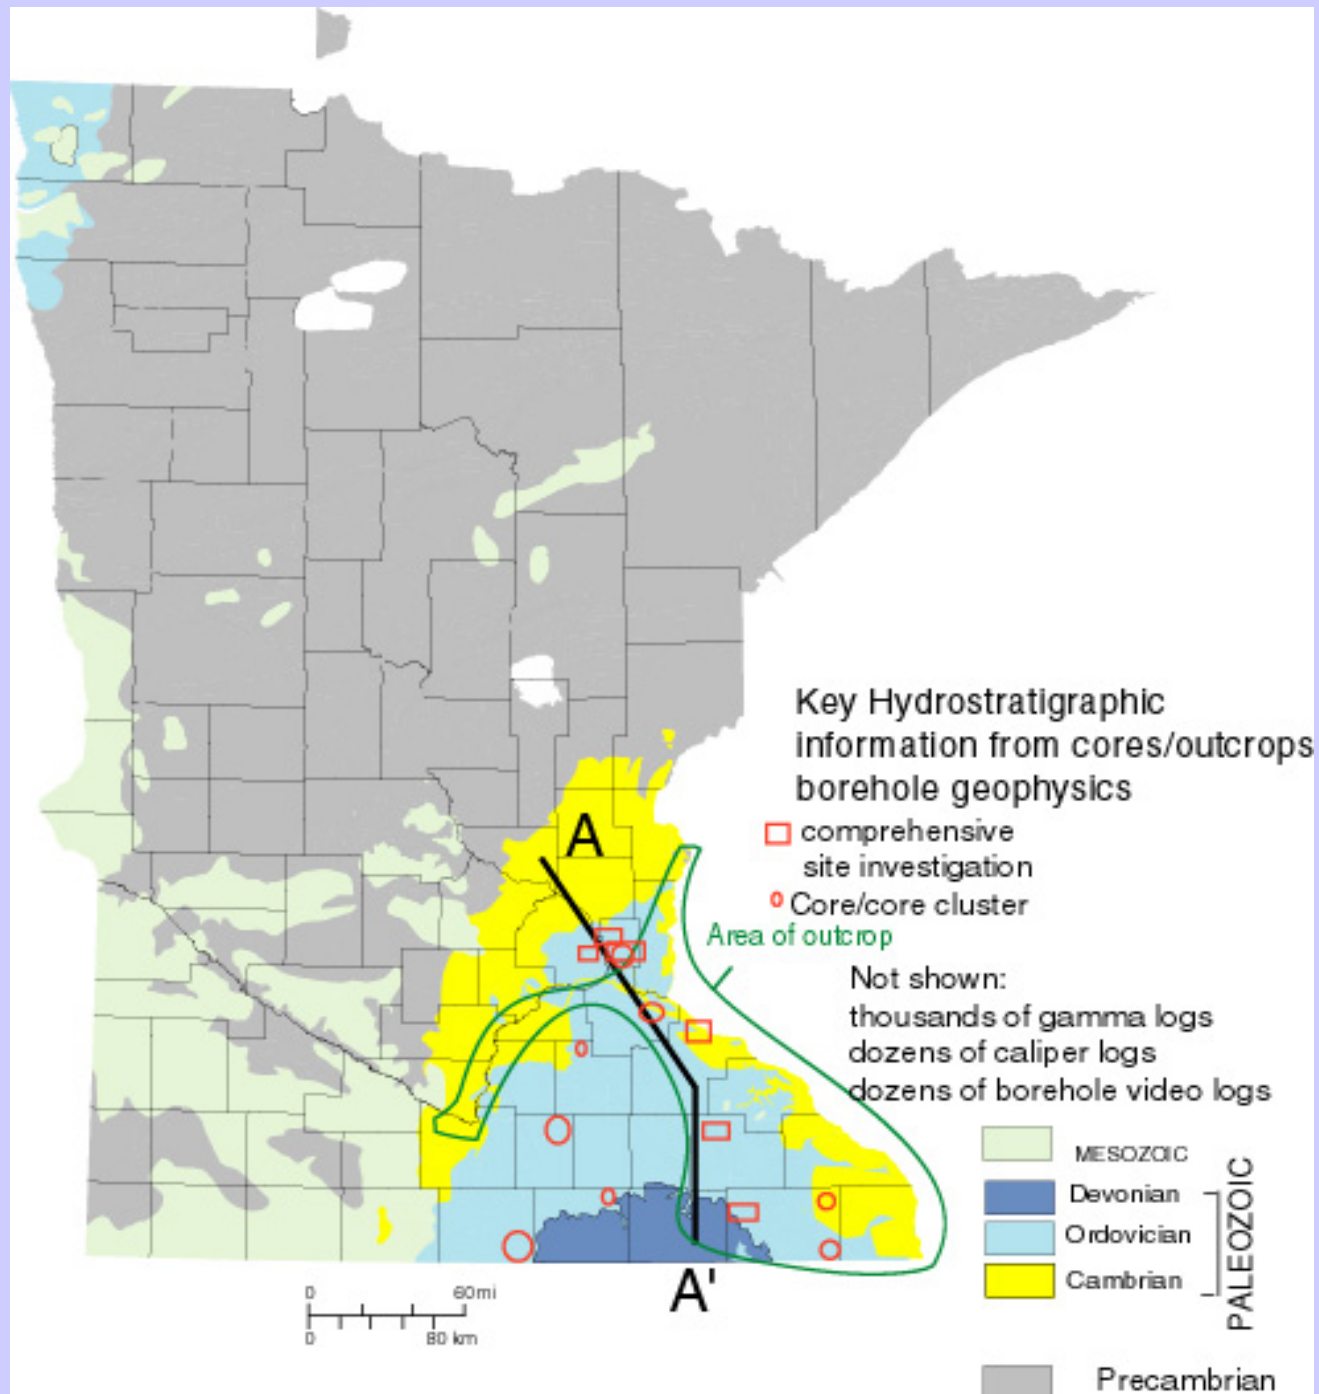 Key Hydrostratigraphic
information from cores/outcrops
borehole geophysics
comprehensive
site investigation
Core/core cluster
Area of outcrop
Not shown:
thousands of gamma logs
dozens of caliper logs
dozens of borehole video logs
A
A'
MESOZOIC
Devonian
Ordovician
Cambrian
PALEOZOIC
Precambrian
0 60mi
0 80 km